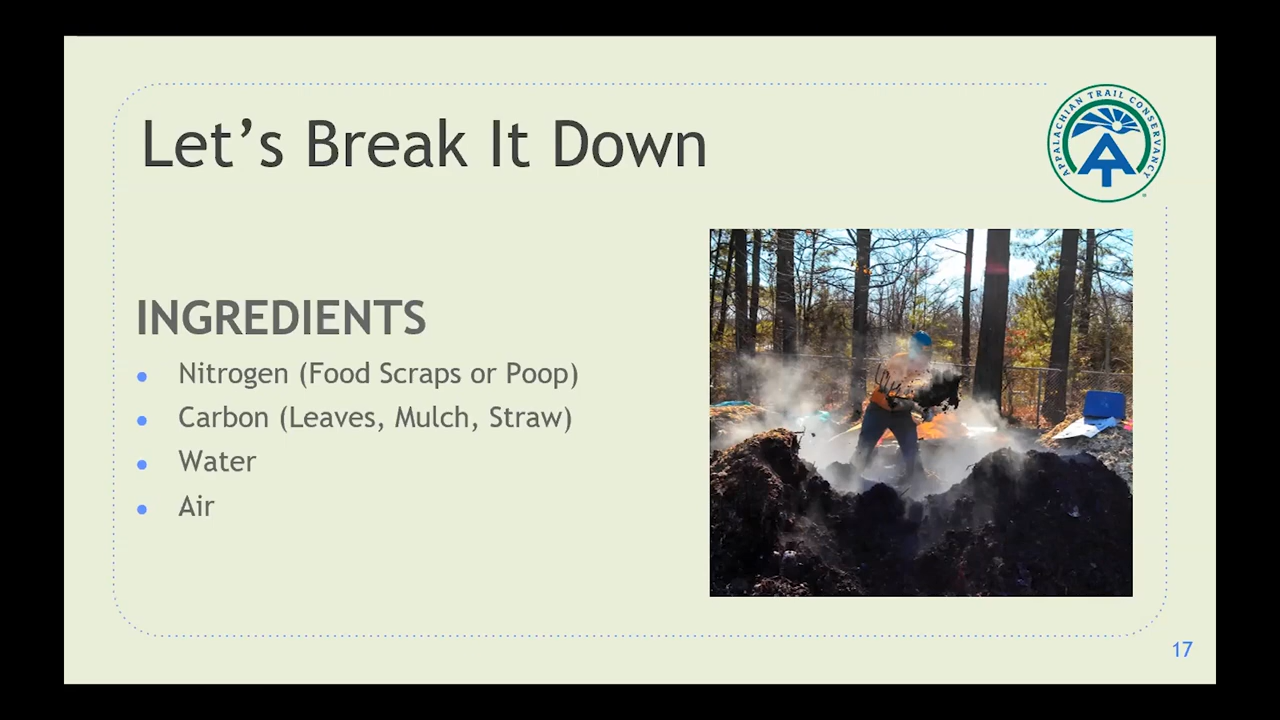 Let's Break It Down
APPALACHIAN TRAIL CONSERVANCY
INGREDIENTS
Nitrogen (Food Scraps or Poop)
Carbon (Leaves, Mulch, Straw)
Water
Air
17